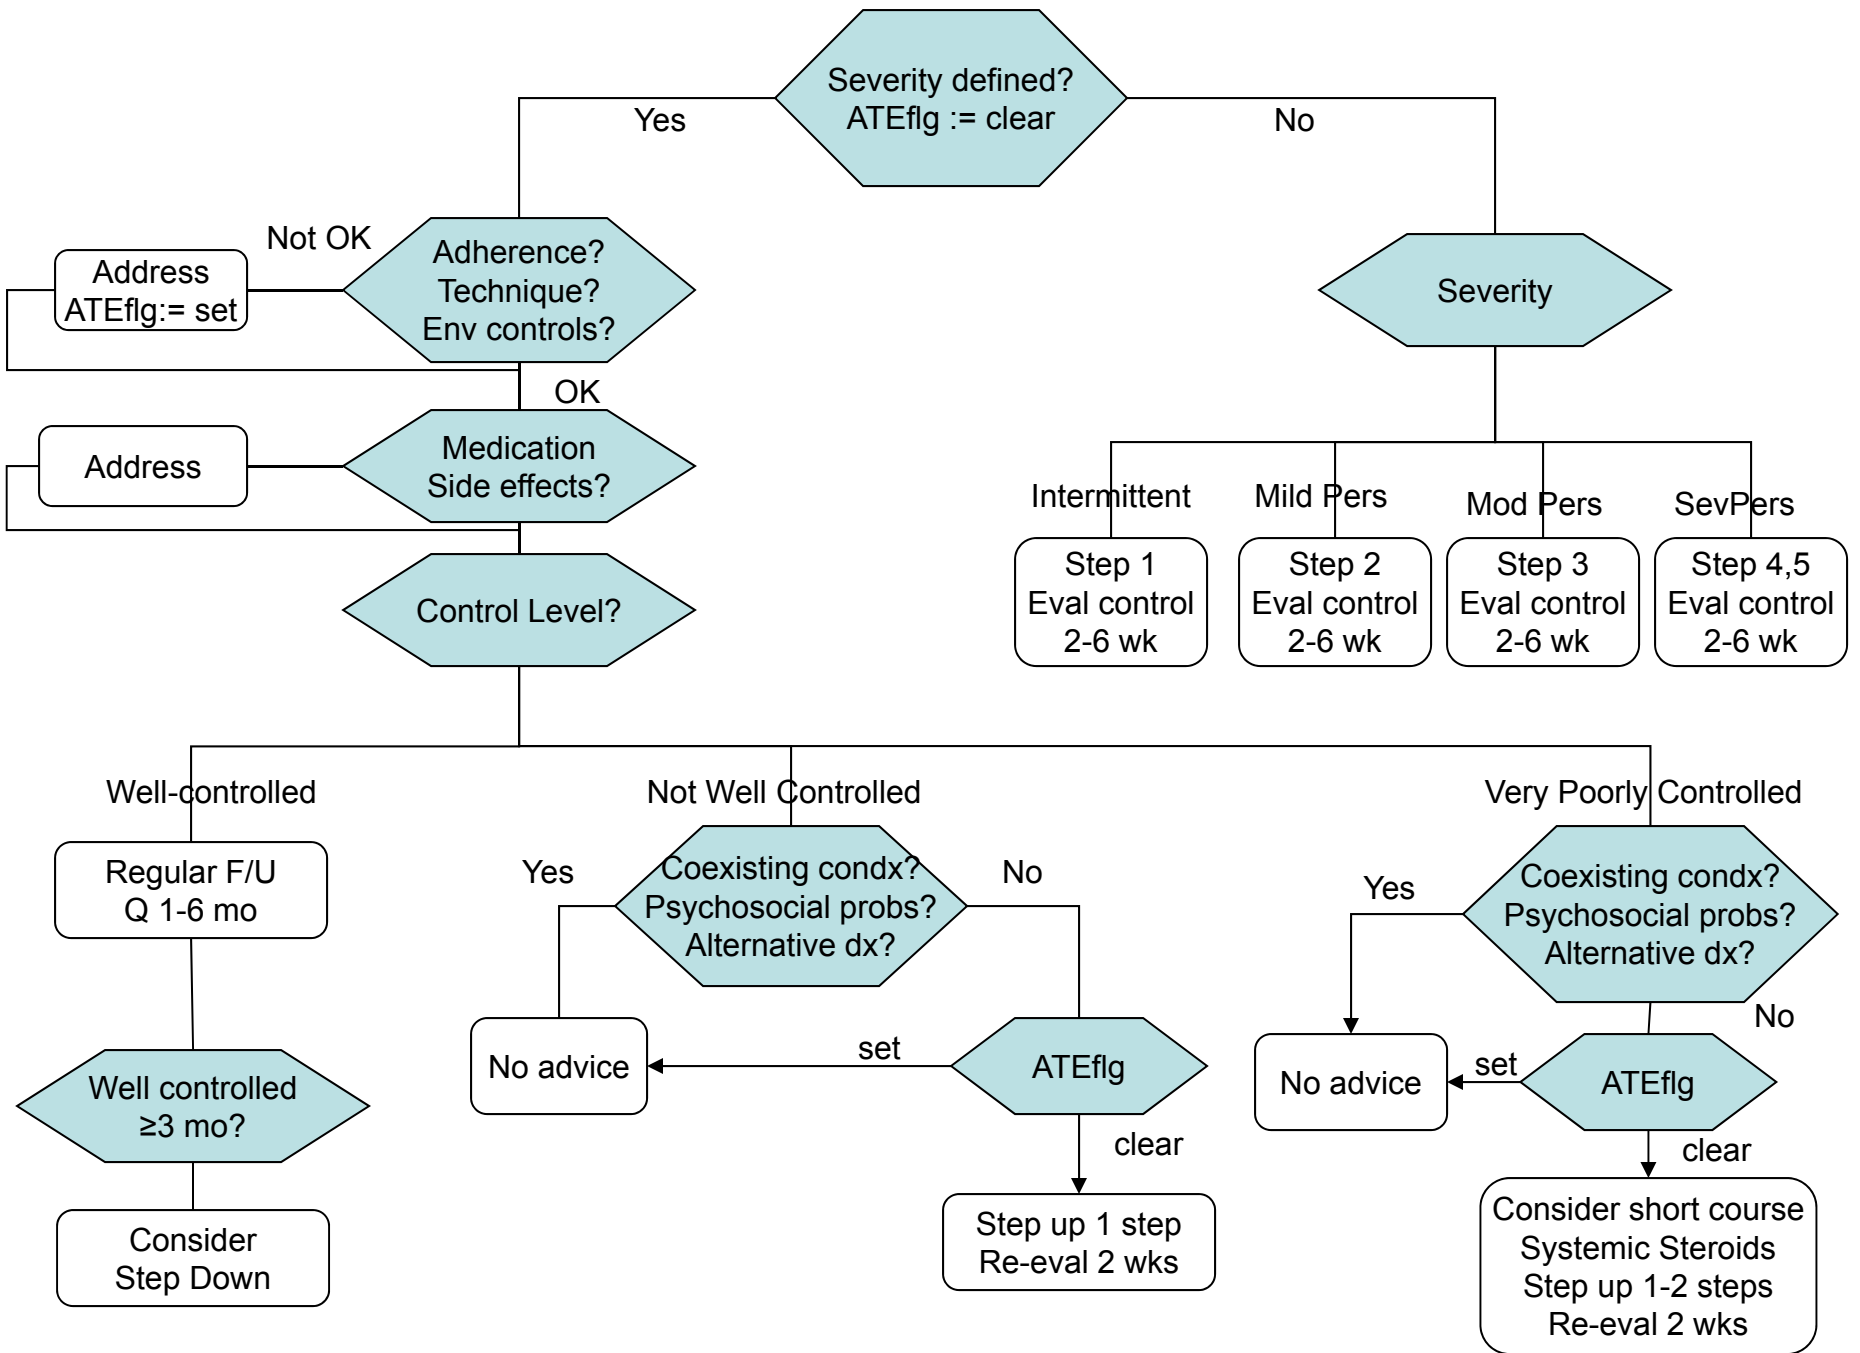 Severity defined?
ATEflg := clear
Yes
No
Not OK
Address
ATEflg:= set
Adherence?
Technique?
Env controls?
Severity
OK
Address
Medication
Side effects?
Intermittent
Mild Pers
Mod Pers
SevPers
Step 1
Eval control
2-6 wk
Step 2
Eval control
2-6 wk
Step 3
Eval control
2-6 wk
Step 4,5
Eval control
2-6 wk
Control Level?
Well-controlled
Not Well Controlled
Very Poorly Controlled
Regular F/U
Q 1-6 mo
Yes
Coexisting condx?
Psychosocial probs?
Alternative dx?
No
Yes
Coexisting condx?
Psychosocial probs?
Alternative dx?
No
Well controlled
≥3 mo?
No advice
set
ATEflg
No advice
set
ATEflg
clear
clear
Consider
Step Down
Step up 1 step
Re-eval 2 wks
Consider short course
Systemic Steroids
Step up 1-2 steps
Re-eval 2 wks